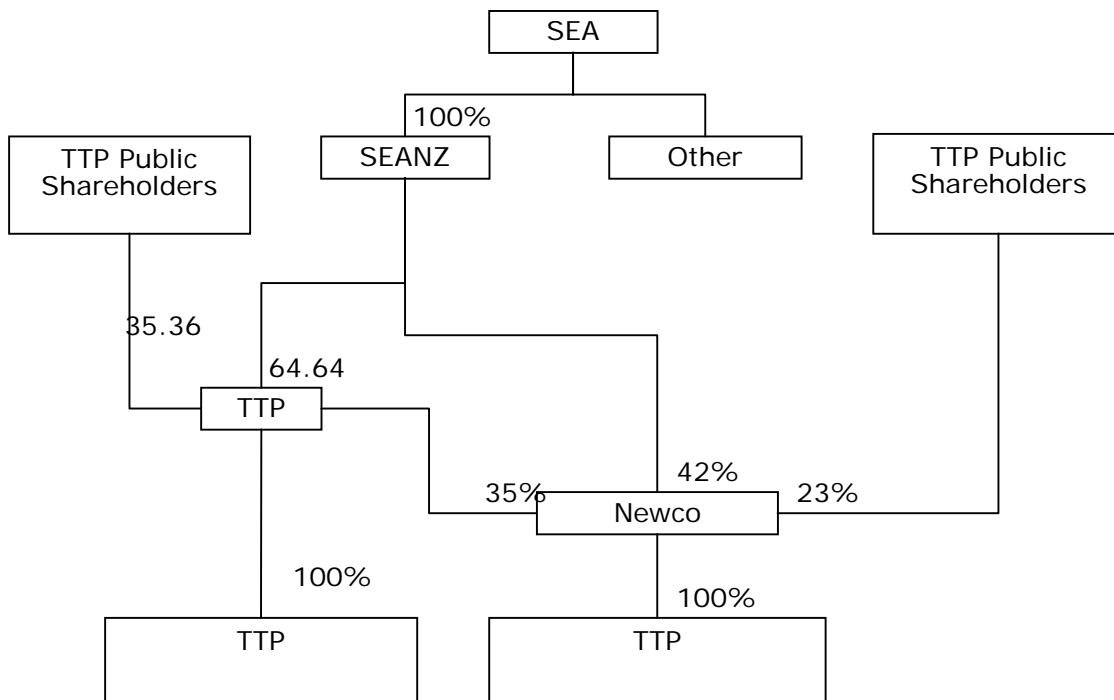 SEA
100%
SEANZ
Other
TTP Public
Shareholders
TTP Public
Shareholders
35.36
64.64
TTP
35%
42%
23%
Newco
100%
100%
TTP
TTP